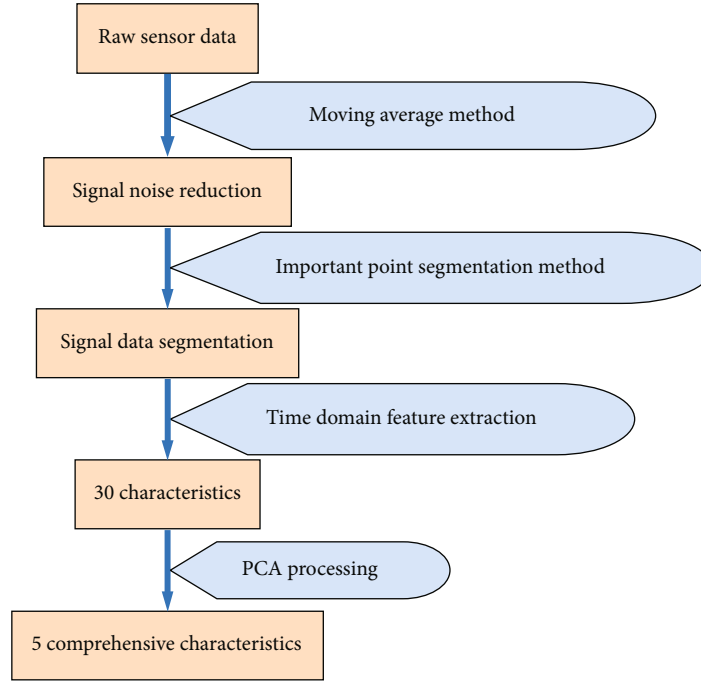 Raw sensor data
Moving average method
Signal noise reduction
Important point segmentation method
Signal data segmentation
Time domain feature extraction
30 characteristics
PCA processing
5 comprehensive characteristics